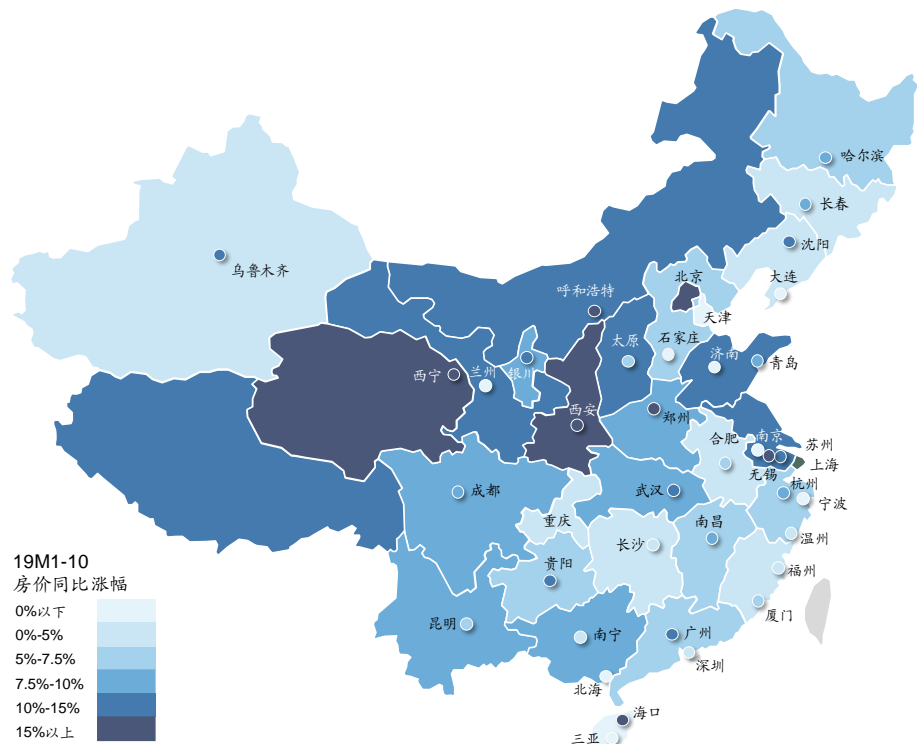 哈尔滨
长春
沈阳
乌鲁木齐
北京
大连
呼和浩特
天津
太原
石家庄
济南
青岛
西宁
兰州
银川
西安
郑州
合肥
南京
苏州
上海
无锡
成都
武汉
杭州
宁波
重庆
长沙
南昌
温州
贵阳
福州
厦门
昆明
南宁
广州
深圳
北海
海口
三亚
19M1-10
房价同比涨幅
0%以下
0%-5%
5%-7.5%
7.5%-10%
10%-15%
15%以上